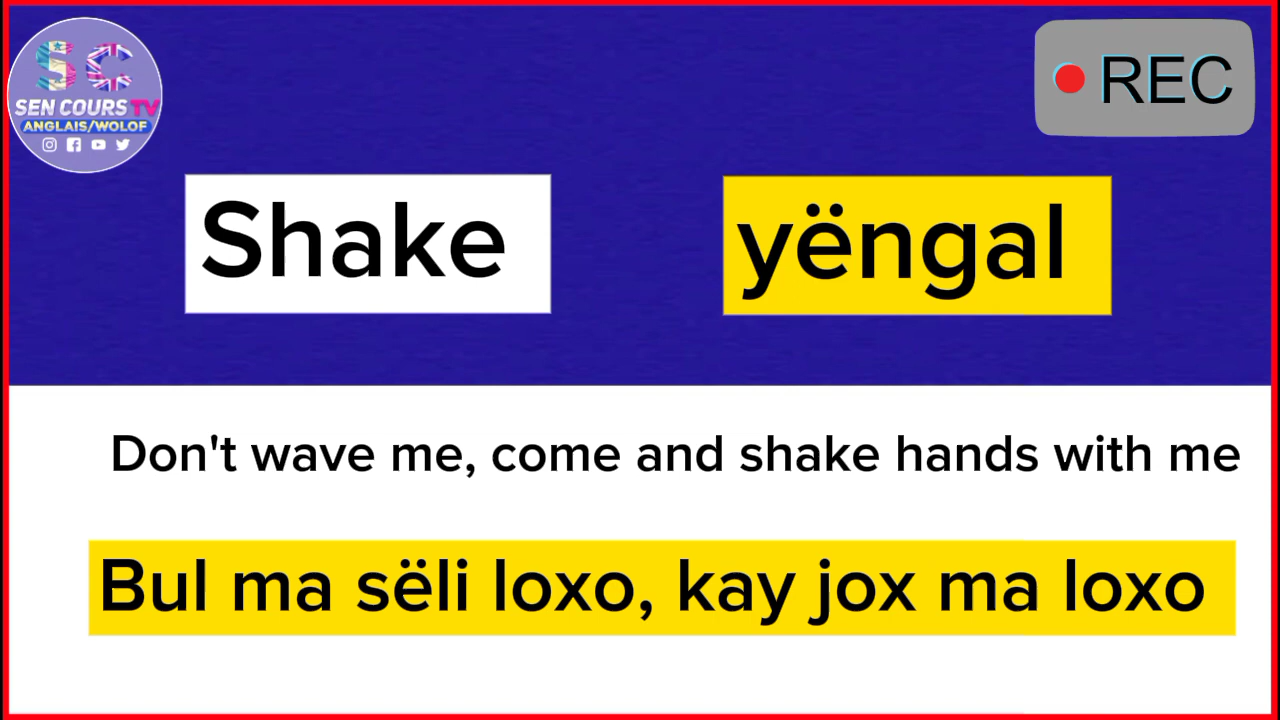 SC
SEN COURS TV
ANGLAIS/WOLOF
REC
Shake
yëngal
Don't wave me, come and shake hands with me
Bul ma sëli loxo, kay jox ma loxo